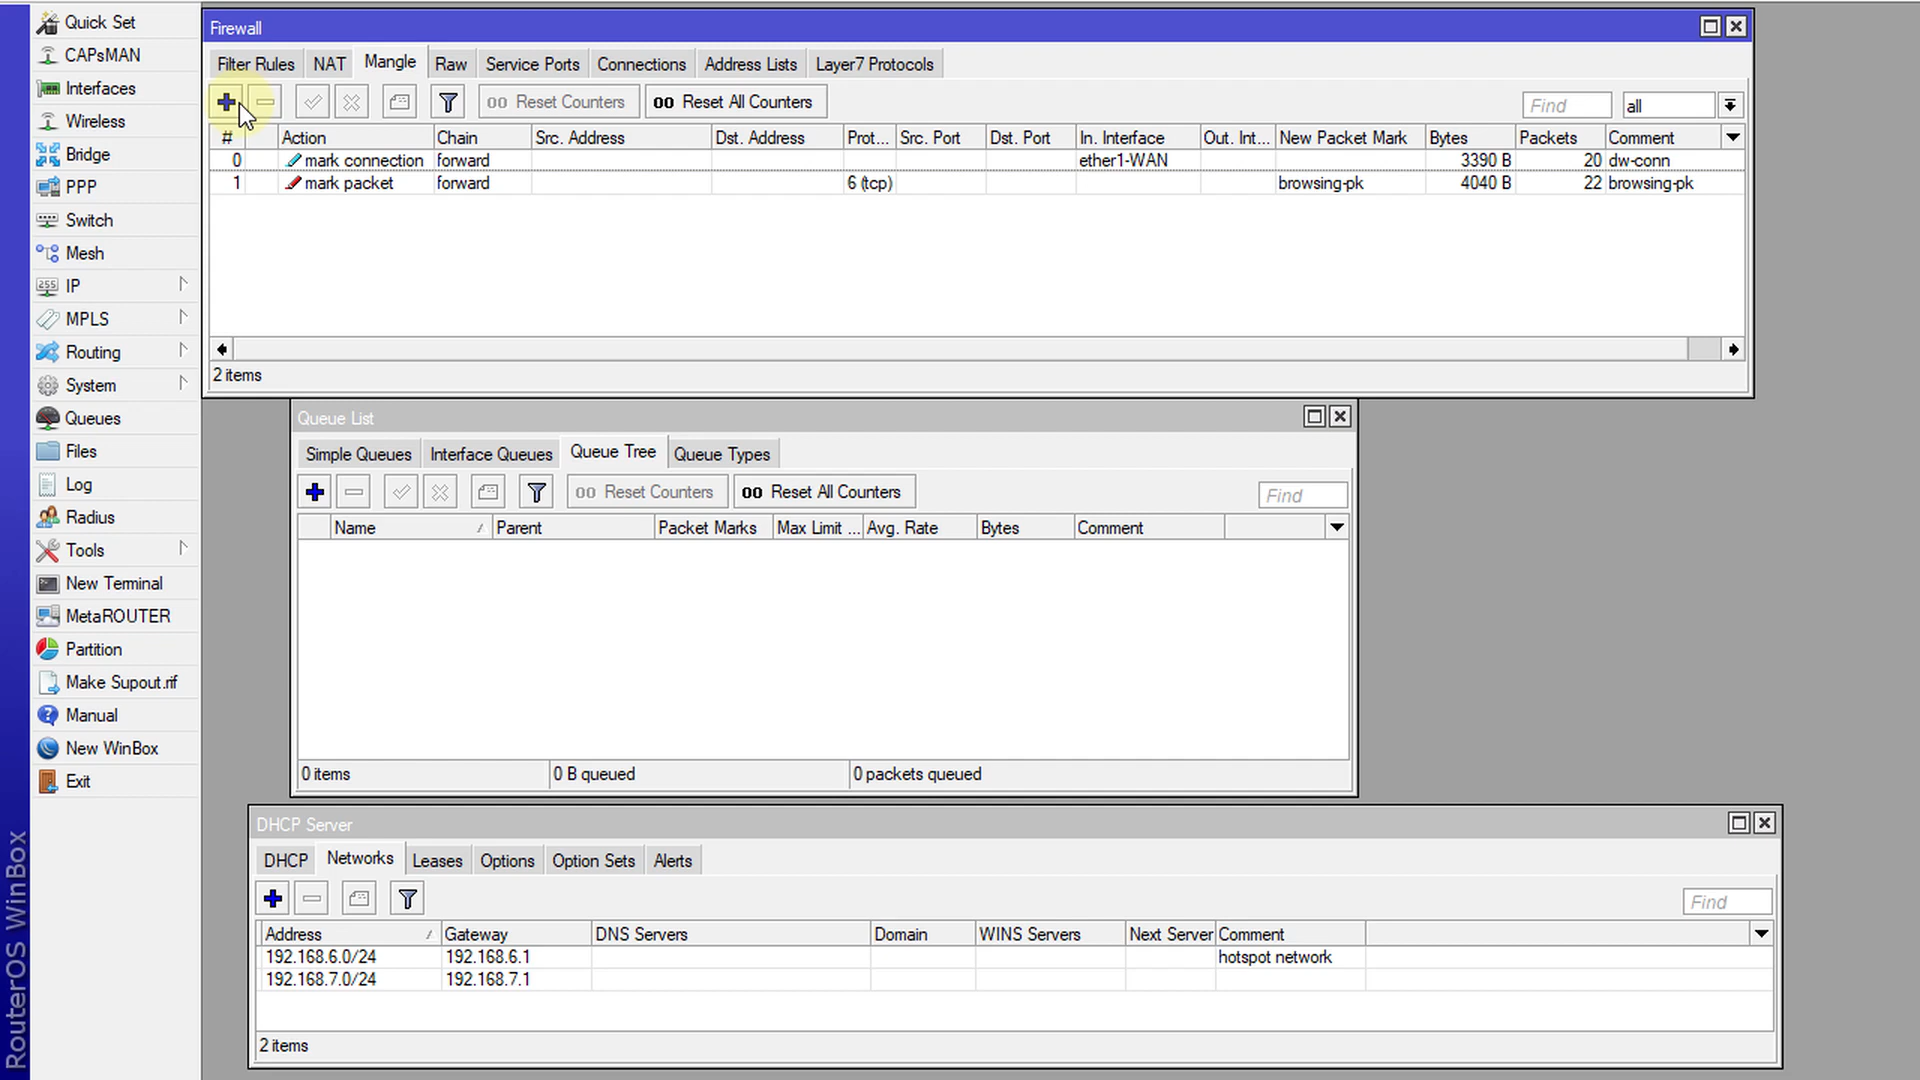 Quick Set
CAPsMAN
Interfaces
Wireless
Bridge
PPP
Switch
Mesh
255 IP
MPLS
Routing
System
Queues
Files
Log
Radius
Tools
New Terminal
MetaROUTER
Partition
Make Supout.rif
Manual
New WinBox
Exit
RouterOS WinBox
Firewall
Filter Rules NAT Mangle Raw Service Ports Connections Address Lists Layer7 Protocols
00 Reset Counters 00 Reset All Counters Find all
# Action Chain Src. Address Dst. Address Prot... Src. Port Dst. Port In. Interface Out. Int... New Packet Mark Bytes Packets Comment
0 mark connection forward ether1-WAN 3390 B 20 dw-conn
1 mark packet forward 6 (tcp) browsing-pk 4040 B 22 browsing-pk
2 items
Queue List
Simple Queues Interface Queues Queue Tree Queue Types
00 Reset Counters 00 Reset All Counters Find
Name Parent Packet Marks Max Limit ... Avg. Rate Bytes Comment
0 items 0 B queued 0 packets queued
DHCP Server
DHCP Networks Leases Options Option Sets Alerts
Find
Address Gateway DNS Servers Domain WINS Servers Next Server Comment
192.168.6.0/24 192.168.6.1 hotspot network
192.168.7.0/24 192.168.7.1
2 items